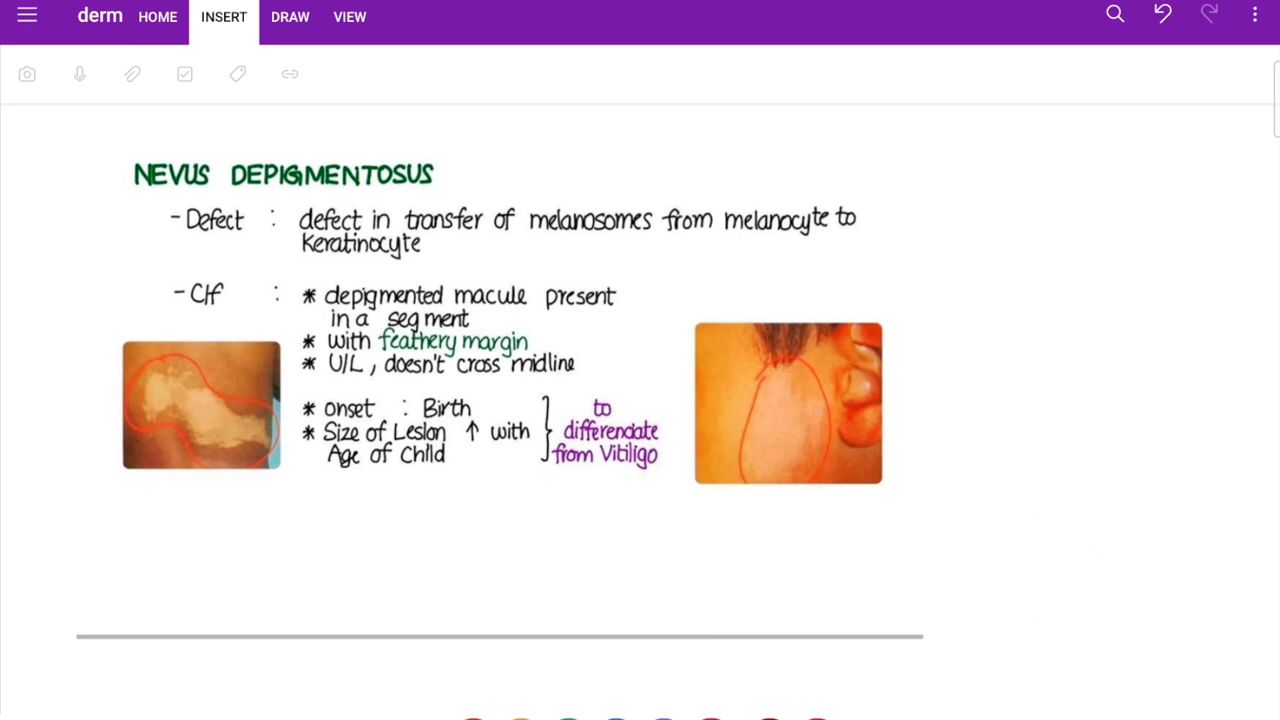 derm HOME INSERT DRAW VIEW
NEVUS DEPIGMENTOSUS
- Defect : defect in transfer of melanosomes from melanocyte to
Keratinocyte
- C/f : * depigmented macule present
in a segment
* with feathery margin
* U/L, doesn't cross midline
* onset : Birth
* Size of Lesion ↑ with
Age of Child
to
differendate
from Vitiligo